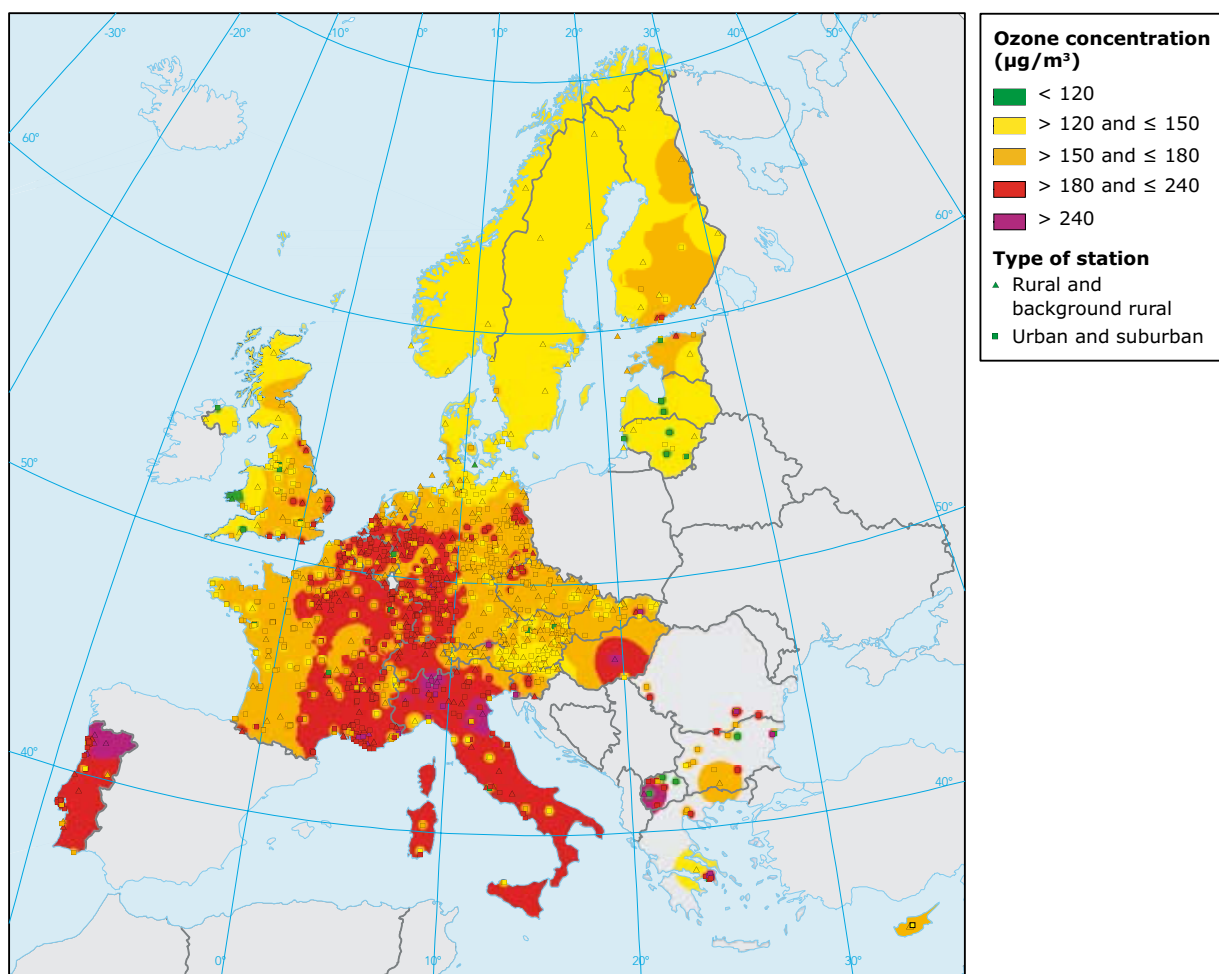 -30°
-20°
-10°
0°
10°
20°
30°
40°
50°
60°
60°
50°
50°
40°
40°
0°
10°
20°
30°
Ozone concentration
(µg/m³)
< 120
> 120 and ≤ 150
> 150 and ≤ 180
> 180 and ≤ 240
> 240
Type of station
Rural and
background rural
Urban and suburban